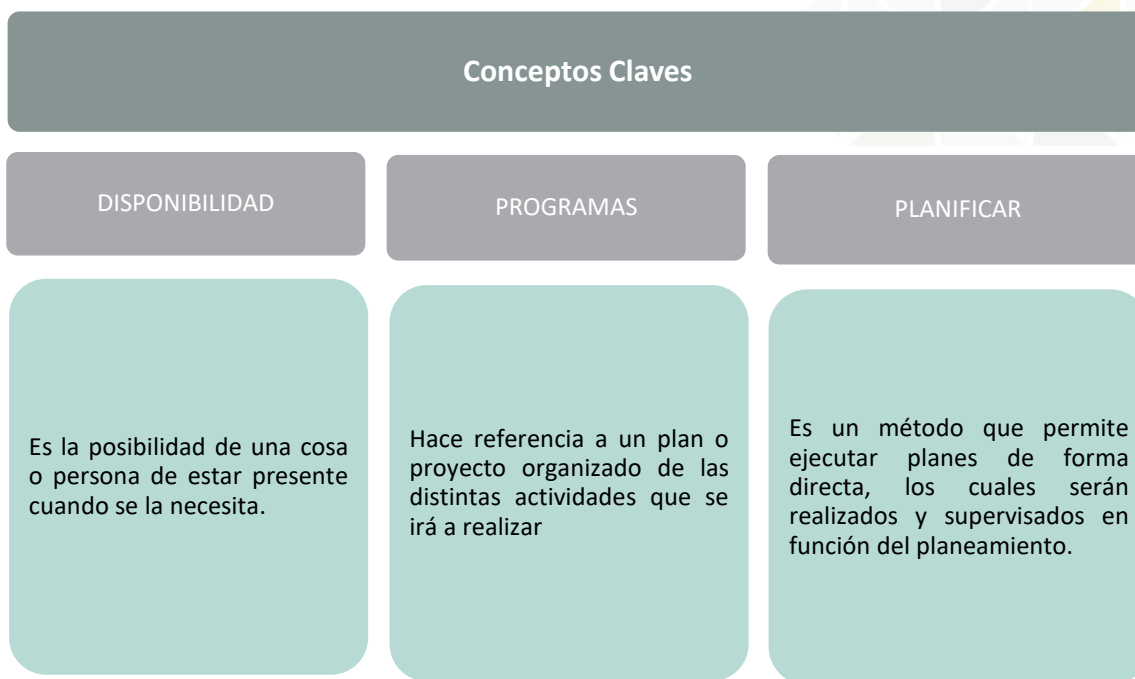 Conceptos Claves
DISPONIBILIDAD
PROGRAMAS
PLANIFICAR
Es la posibilidad de una cosa
o persona de estar presente
cuando se la necesita.
Hace referencia a un plan o
proyecto organizado de las
distintas actividades que se
irá a realizar
Es un método que permite
ejecutar planes de forma
directa, los cuales serán
realizados y supervisados en
función del planeamiento.